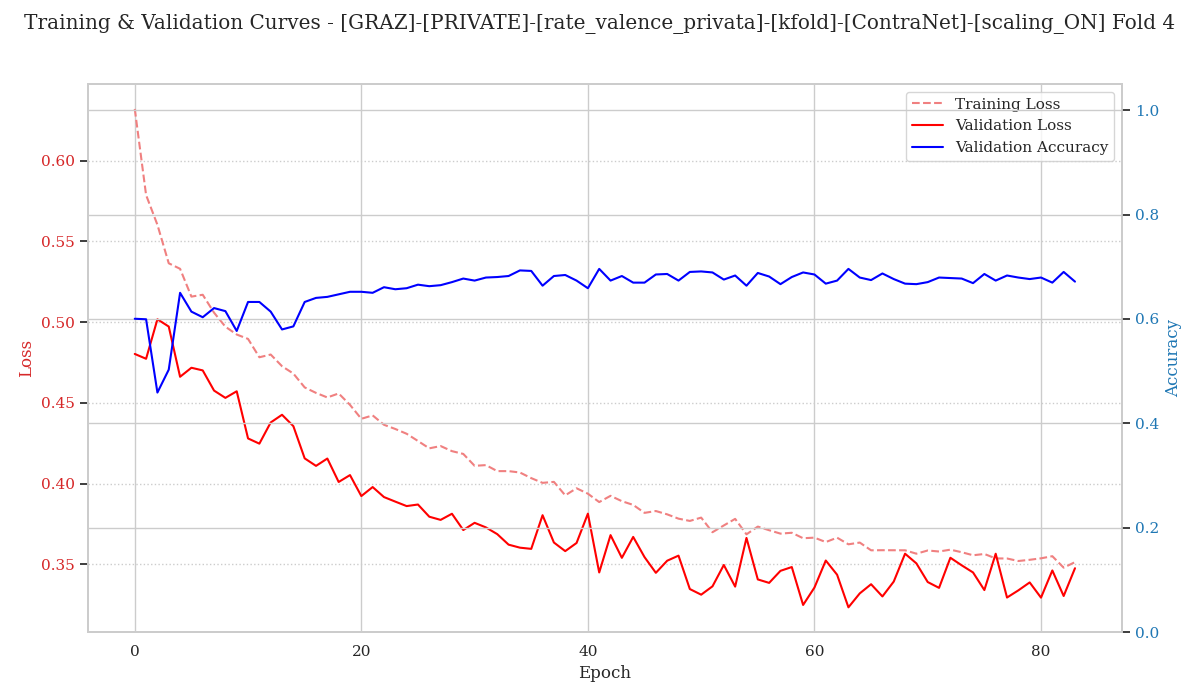 Training & Validation Curves - [GRAZ]-[PRIVATE]-[rate_valence_privata]-[kfold]-[ContraNet]-[scaling_ON] Fold 4
Training Loss
Validation Loss
Validation Accuracy
Loss
0.60
0.55
0.50
0.45
0.40
0.35
1.0
0.8
0.6
0.4
0.2
0.0
Accuracy
0
20
40
60
80
Epoch